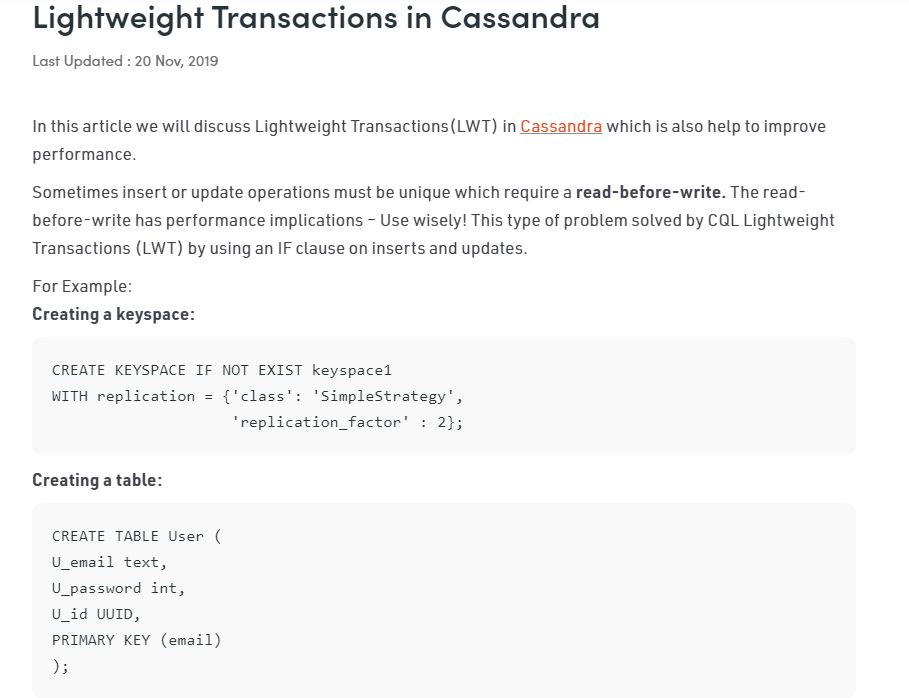 Lightweight Transactions in Cassandra
Last Updated : 20 Nov, 2019
In this article we will discuss Lightweight Transactions(LWT) in Cassandra which is also help to improve
performance.
Sometimes insert or update operations must be unique which require a read-before-write. The read-
before-write has performance implications – Use wisely! This type of problem solved by CQL Lightweight
Transactions (LWT) by using an IF clause on inserts and updates.
For Example:
Creating a keyspace:
CREATE KEYSPACE IF NOT EXIST keyspace1
WITH replication = {'class': 'SimpleStrategy',
'replication_factor' : 2};
Creating a table:
CREATE TABLE User (
U_email text,
U_password int,
U_id UUID,
PRIMARY KEY (email)
);